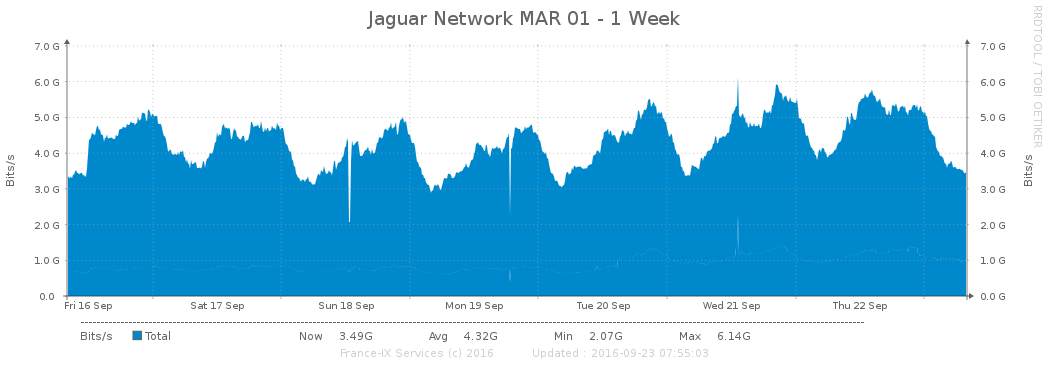 Jaguar Network MAR 01 - 1 Week
RRDTOOL / TOBI OETIKER
7.0 G 7.0 G
6.0 G 6.0 G
5.0 G 5.0 G
4.0 G 4.0 G
3.0 G 3.0 G
2.0 G 2.0 G
1.0 G 1.0 G
0.0 0.0 G
Bits/s
Bits/s
Fri 16 Sep Sat 17 Sep Sun 18 Sep Mon 19 Sep Tue 20 Sep Wed 21 Sep Thu 22 Sep
Bits/s Total Now 3.49G Avg 4.32G Min 2.07G Max 6.14G
France-IX Services (c) 2016 Updated : 2016-09-23 07:55:03